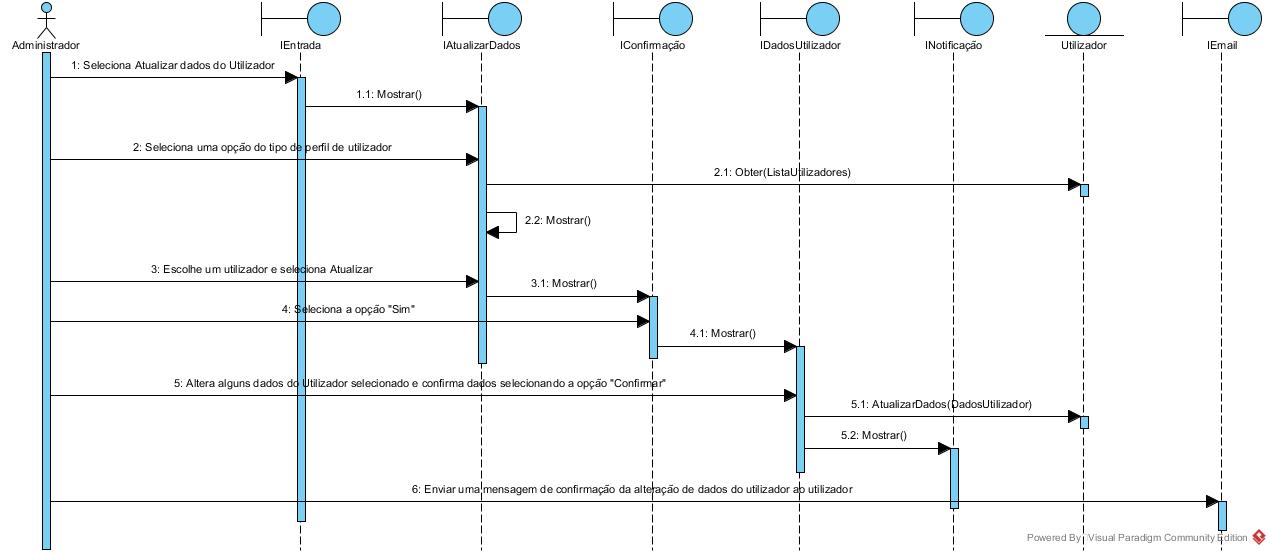 Administrador
IEntrada
IAtualizarDados
IConfirmação
IDadosUtilizador
INotificação
Utilizador
IEmail
1: Seleciona Atualizar dados do Utilizador
1.1: Mostrar()
2: Seleciona uma opção do tipo de perfil de utilizador
2.1: Obter(ListaUtilizadores)
2.2: Mostrar()
3: Escolhe um utilizador e seleciona Atualizar
3.1: Mostrar()
4: Seleciona a opção "Sim"
4.1: Mostrar()
5: Altera alguns dados do Utilizador selecionado e confirma dados selecionando a opção "Confirmar"
5.1: AtualizarDados(DadosUtilizador)
5.2: Mostrar()
6: Enviar uma mensagem de confirmação da alteração de dados do utilizador ao utilizador
Powered By Visual Paradigm Community Edition